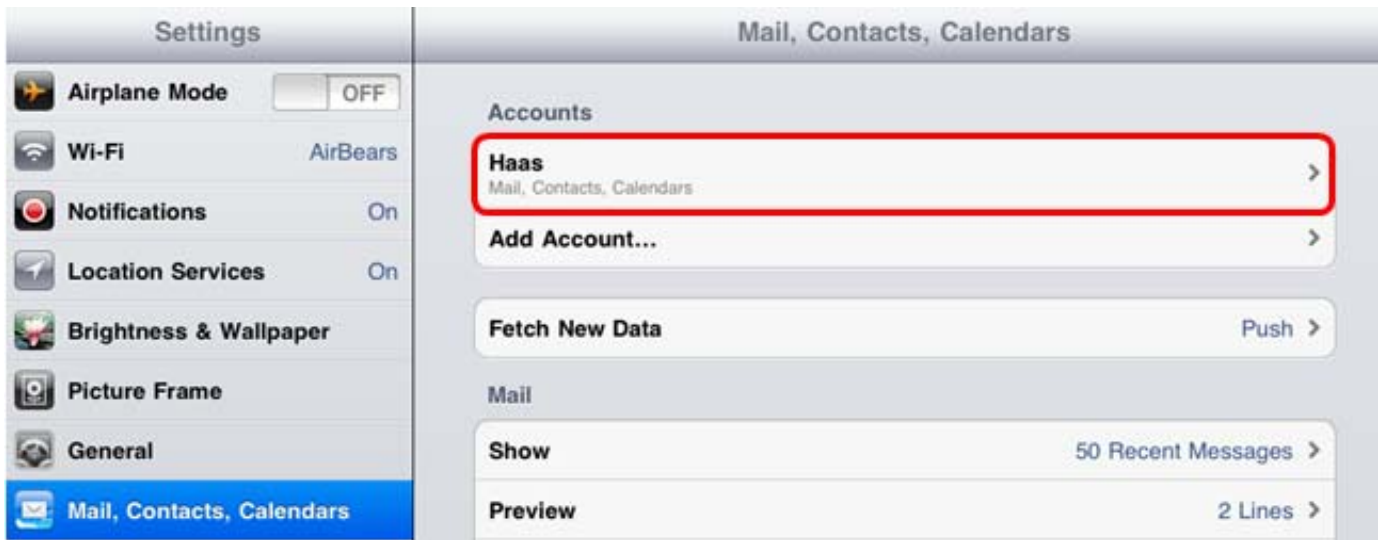 Settings
Airplane Mode OFF
Wi-Fi AirBears
Notifications On
Location Services On
Brightness & Wallpaper
Picture Frame
General
Mail, Contacts, Calendars
Mail, Contacts, Calendars
Accounts
Haas
Mail, Contacts, Calendars
Add Account...
Fetch New Data Push
Mail
Show 50 Recent Messages
Preview 2 Lines